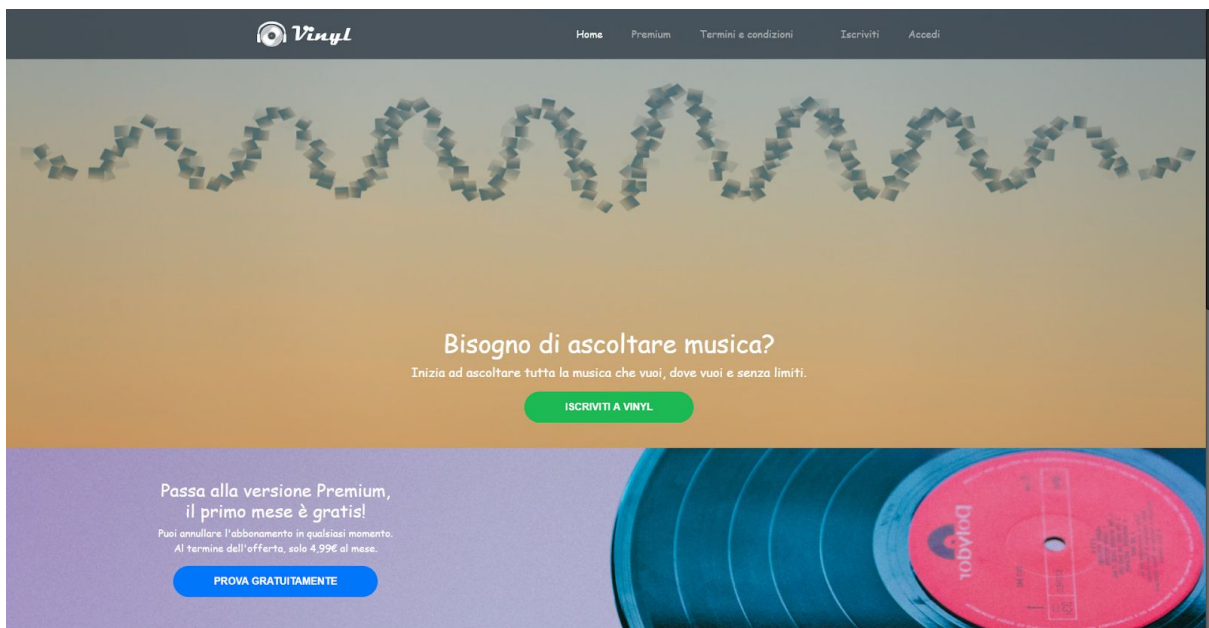 Vinyl
Home Premium Termini e condizioni Iscriviti Accedi
Bisogno di ascoltare musica?
Inizia ad ascoltare tutta la musica che vuoi, dove vuoi e senza limiti.
ISCRIVITI A VINYL
Passa alla versione Premium,
il primo mese è gratis!
Puoi annullare l'abbonamento in qualsiasi momento.
Al termine dell'offerta, solo 4,99€ al mese.
PROVA GRATUITAMENTE
polydor